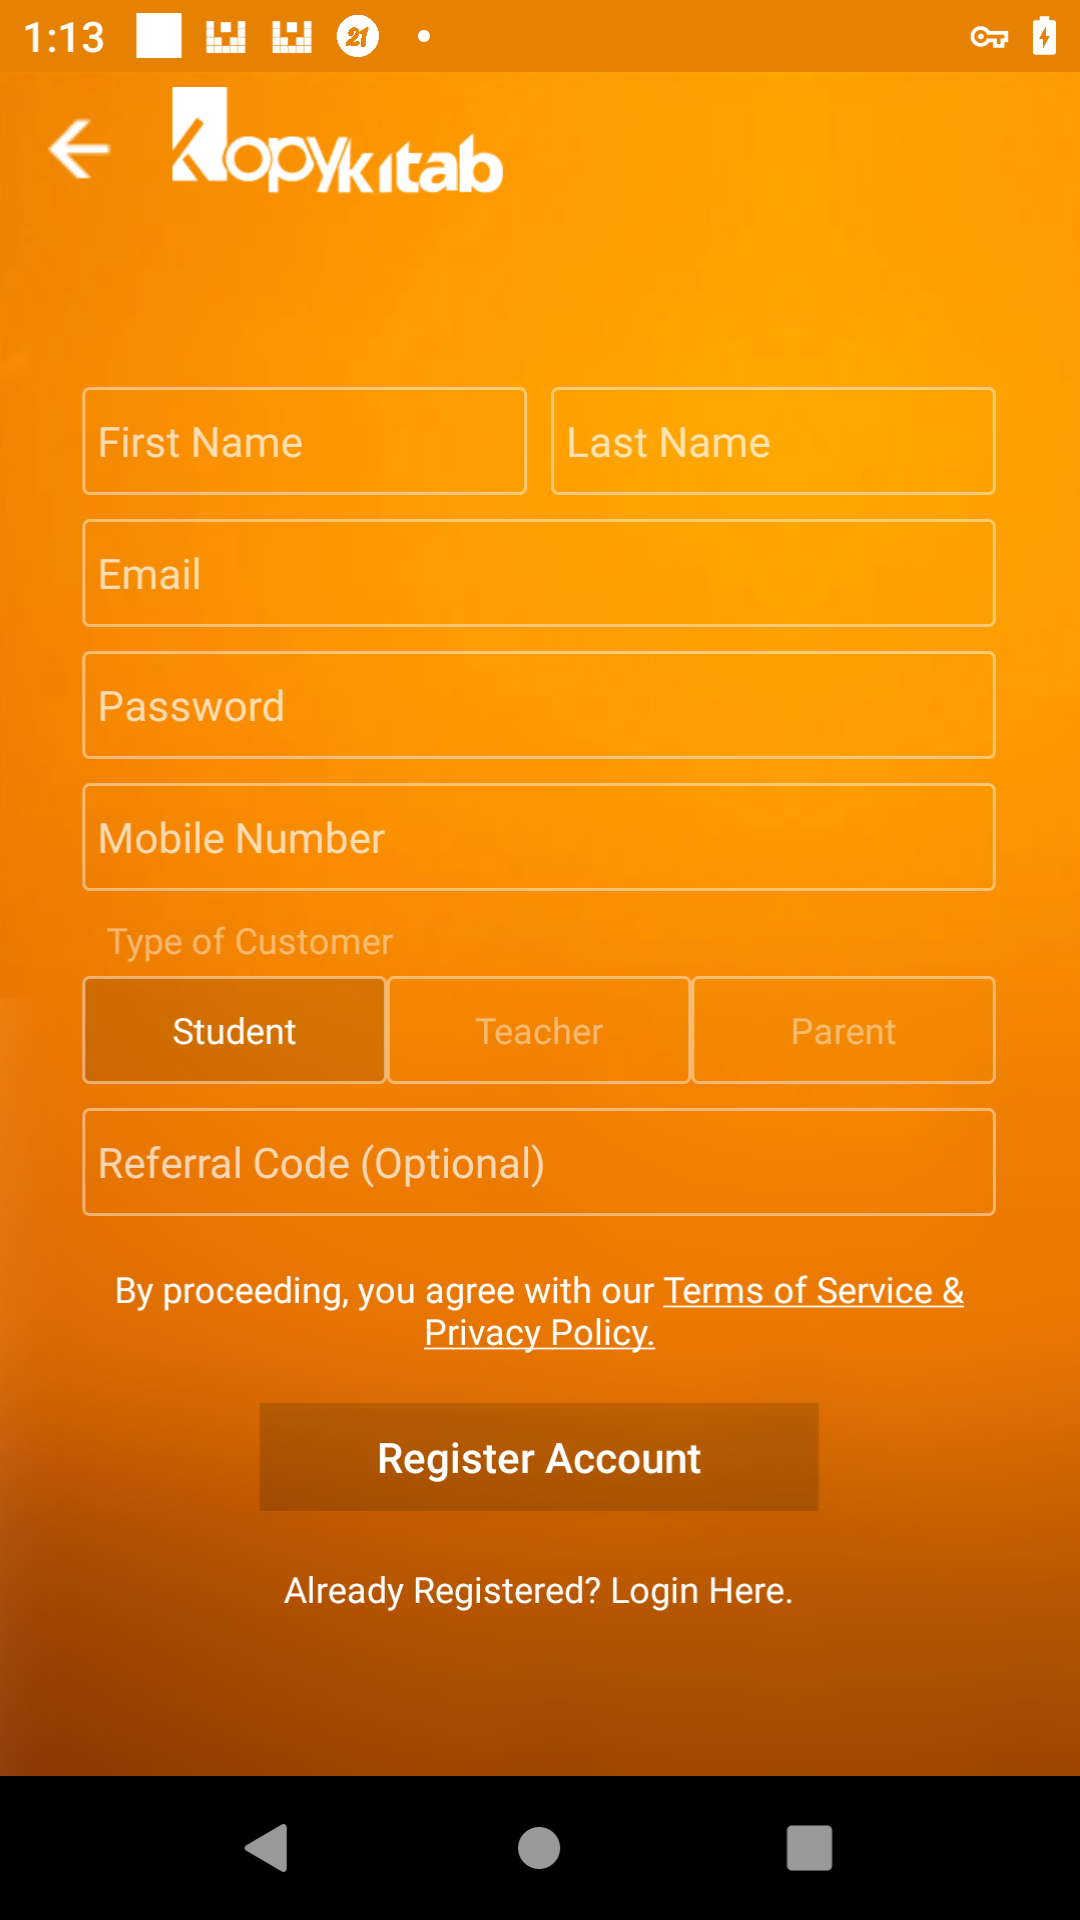 1:13
21
Kopykitab
First Name
Last Name
Email
Password
Mobile Number
Type of Customer
Student
Teacher
Parent
Referral Code (Optional)
By proceeding, you agree with our Terms of Service &
Privacy Policy.
Register Account
Already Registered? Login Here.